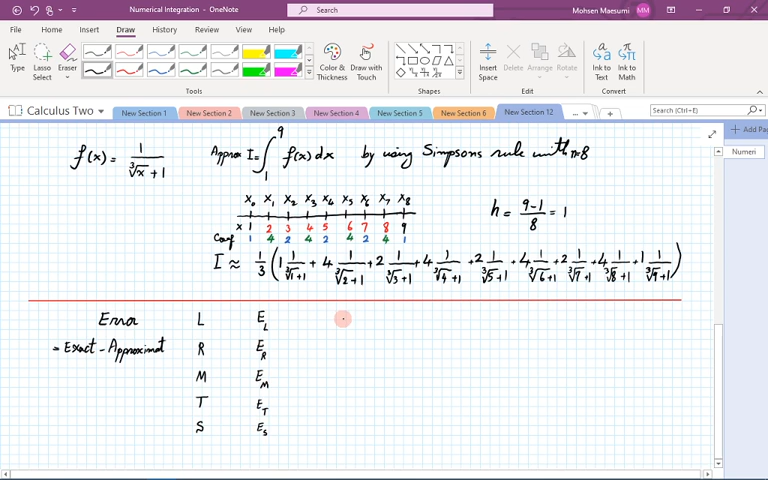 Numerical Integration - OneNote
Search
Mohsen Maesumi MM
File Home Insert Draw History Review View Help
Type
Lasso Select
Eraser
Color & Thickness
Draw with Touch
Insert Space
Delete
Arrange
Rotate
Ink to Text
Ink to Math
Tools Shapes Edit Convert
Calculus Two New Section 1 New Section 2 New Section 3 New Section 4 New Section 5 New Section 6 New Section 12 ... + Search (Ctrl+E)
+ Add Pag
Numeri
f(x) = 1/(∛x + 1) Approx I = ∫₁⁹ f(x) dx by using Simpsons rule with n=8
x₀ x₁ x₂ x₃ x₄ x₅ x₆ x₇ x₈
x 1 2 3 4 5 6 7 8 9
Coef 1 4 2 4 2 4 2 4 1
h = (9-1)/8 = 1
I ≈ 1/3 ( 1 1/(∛1+1) + 4 1/(∛2+1) + 2 1/(∛3+1) + 4 1/(∛4+1) + 2 1/(∛5+1) + 4 1/(∛6+1) + 2 1/(∛7+1) + 4 1/(∛8+1) + 1 1/(∛9+1) )
Error L E_L
= Exact - Approximat R E_R
M E_M
T E_T
S E_S